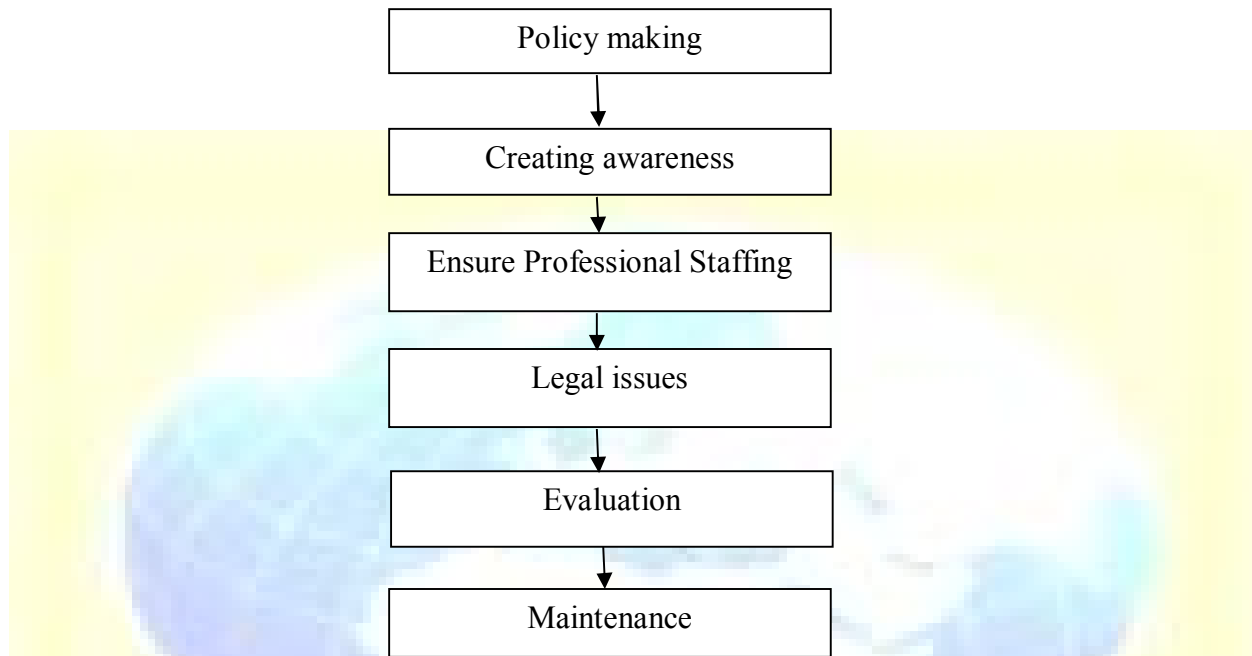 Policy making
Creating awareness
Ensure Professional Staffing
Legal issues
Evaluation
Maintenance